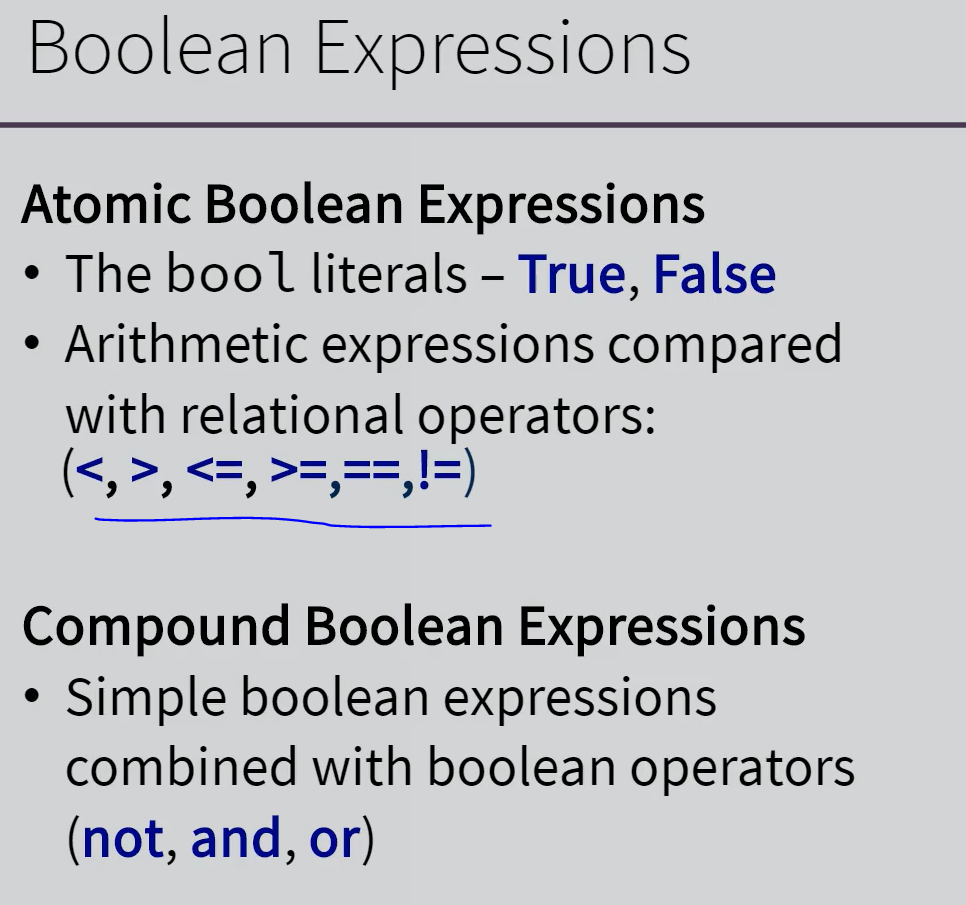 Boolean Expressions
Atomic Boolean Expressions
• The bool literals – True, False
• Arithmetic expressions compared
with relational operators:
(<, >, <=, >=,==,!=)
Compound Boolean Expressions
• Simple boolean expressions
combined with boolean operators
(not, and, or)